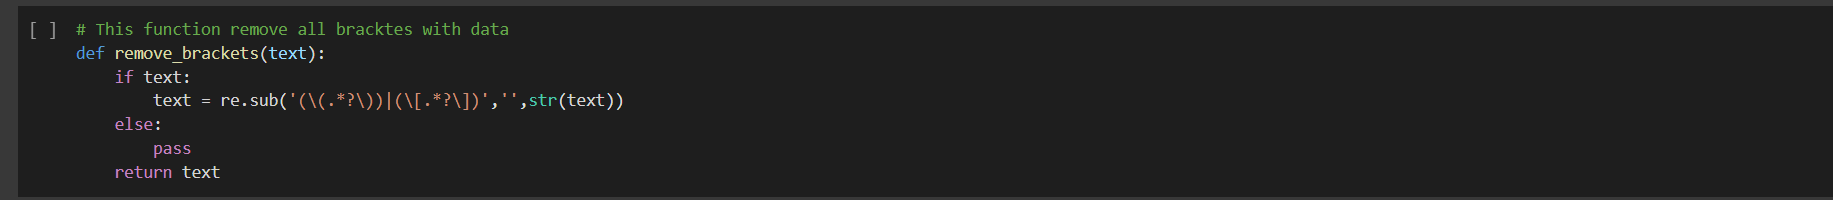 [ ] # This function remove all bracktes with data
def remove_brackets(text):
    if text:
        text = re.sub('(\(.*?\))|(\[.*?\])','',str(text))
    else:
        pass
    return text